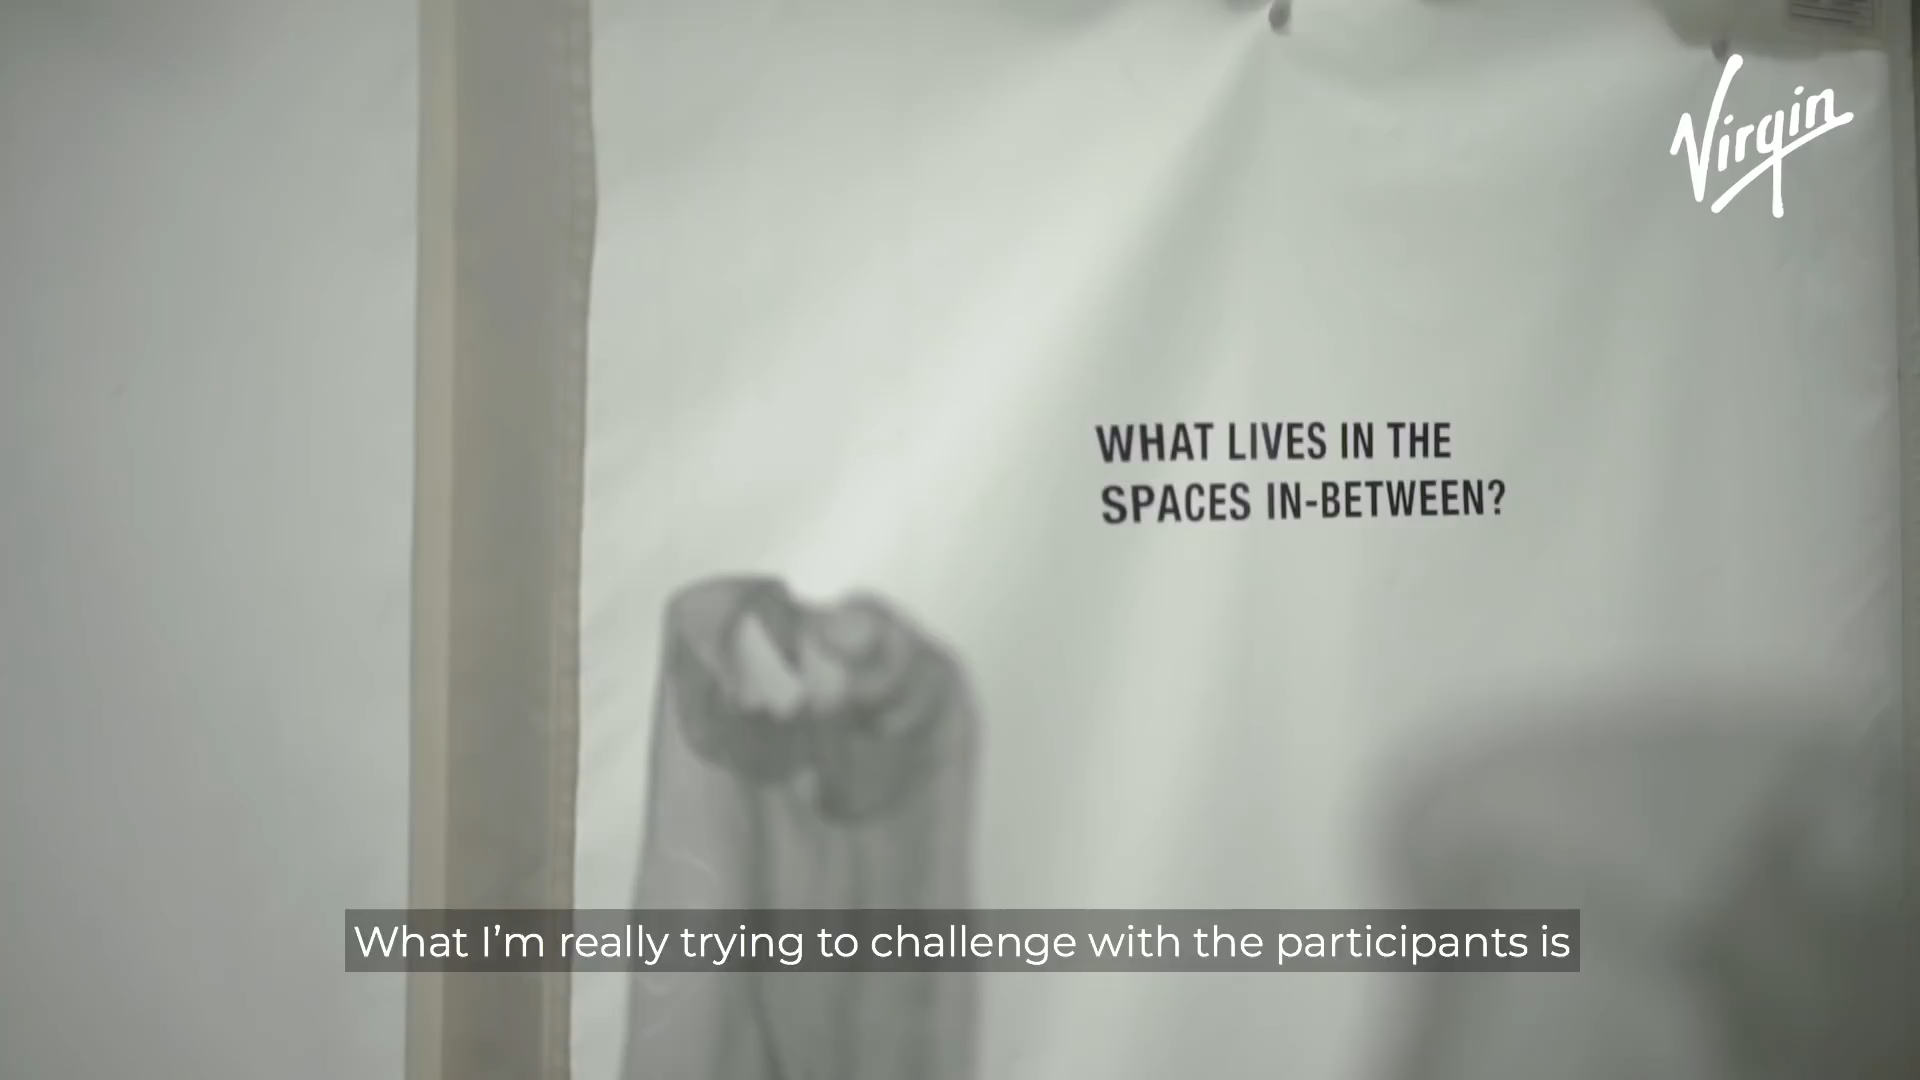 Virgin
WHAT LIVES IN THE
SPACES IN-BETWEEN?
What I’m really trying to challenge with the participants is